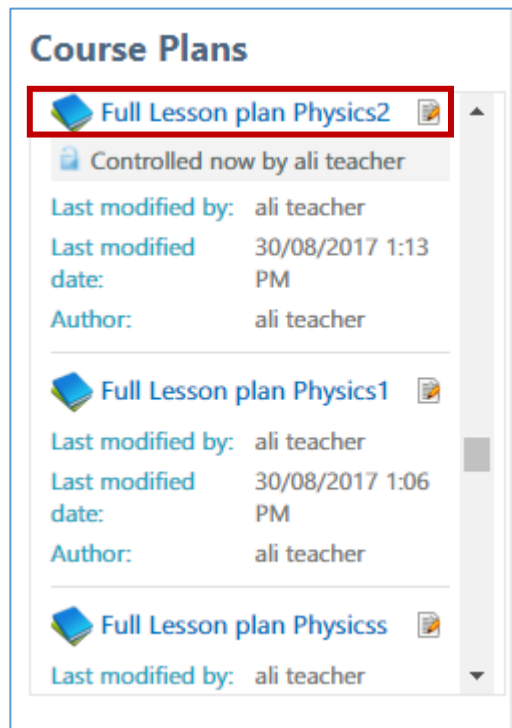 Course Plans
Full Lesson plan Physics2
Controlled now by ali teacher
Last modified by: ali teacher
Last modified 30/08/2017 1:13
date: PM
Author: ali teacher
Full Lesson plan Physics1
Last modified by: ali teacher
Last modified 30/08/2017 1:06
date: PM
Author: ali teacher
Full Lesson plan Physicss
Last modified by: ali teacher